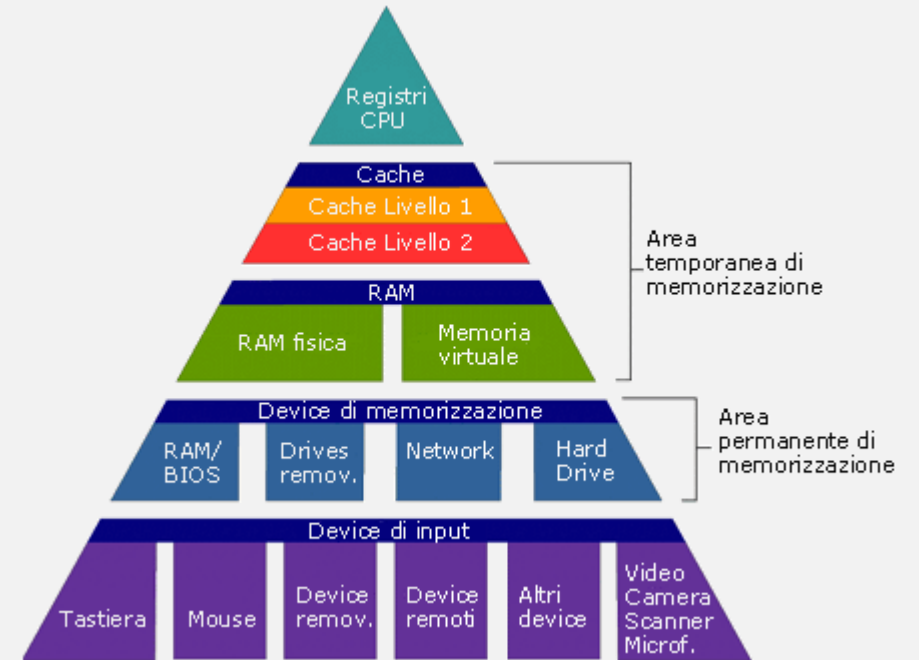 Registri
CPU
Cache
Cache Livello 1
Cache Livello 2
Area
temporanea di
memorizzazione
RAM
RAM fisica
Memoria
virtuale
Device di memorizzazione
RAM/
BIOS
Drives
remov.
Network
Hard
Drive
Area
permanente di
memorizzazione
Device di input
Tastiera
Mouse
Device
remov.
Device
remoti
Altri
device
Video
Camera
Scanner
Microf.